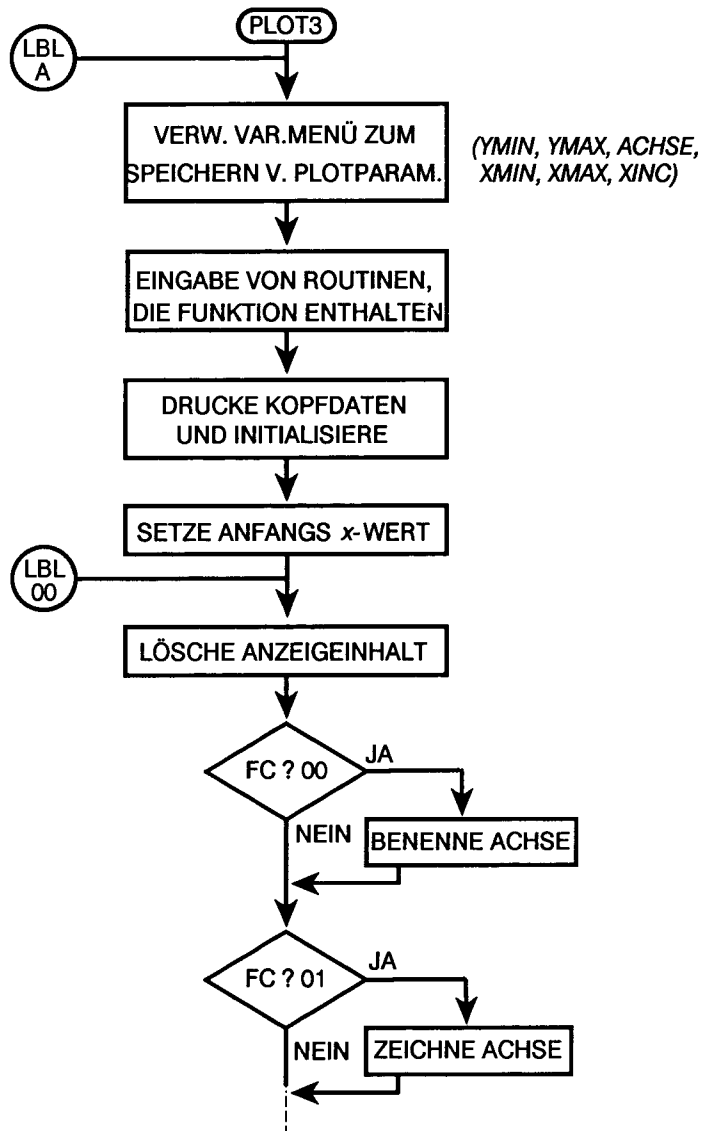 PLOT3
LBL
A
VERW. VAR.MENÜ ZUM
SPEICHERN V. PLOTPARAM.
(YMIN, YMAX, ACHSE,
XMIN, XMAX, XINC)
EINGABE VON ROUTINEN,
DIE FUNKTION ENTHALTEN
DRUCKE KOPFDATEN
UND INITIALISIERE
SETZE ANFANGS x-WERT
LBL
00
LÖSCHE ANZEIGEINHALT
FC ? 00
JA
NEIN
BENENNE ACHSE
FC ? 01
JA
NEIN
ZEICHNE ACHSE